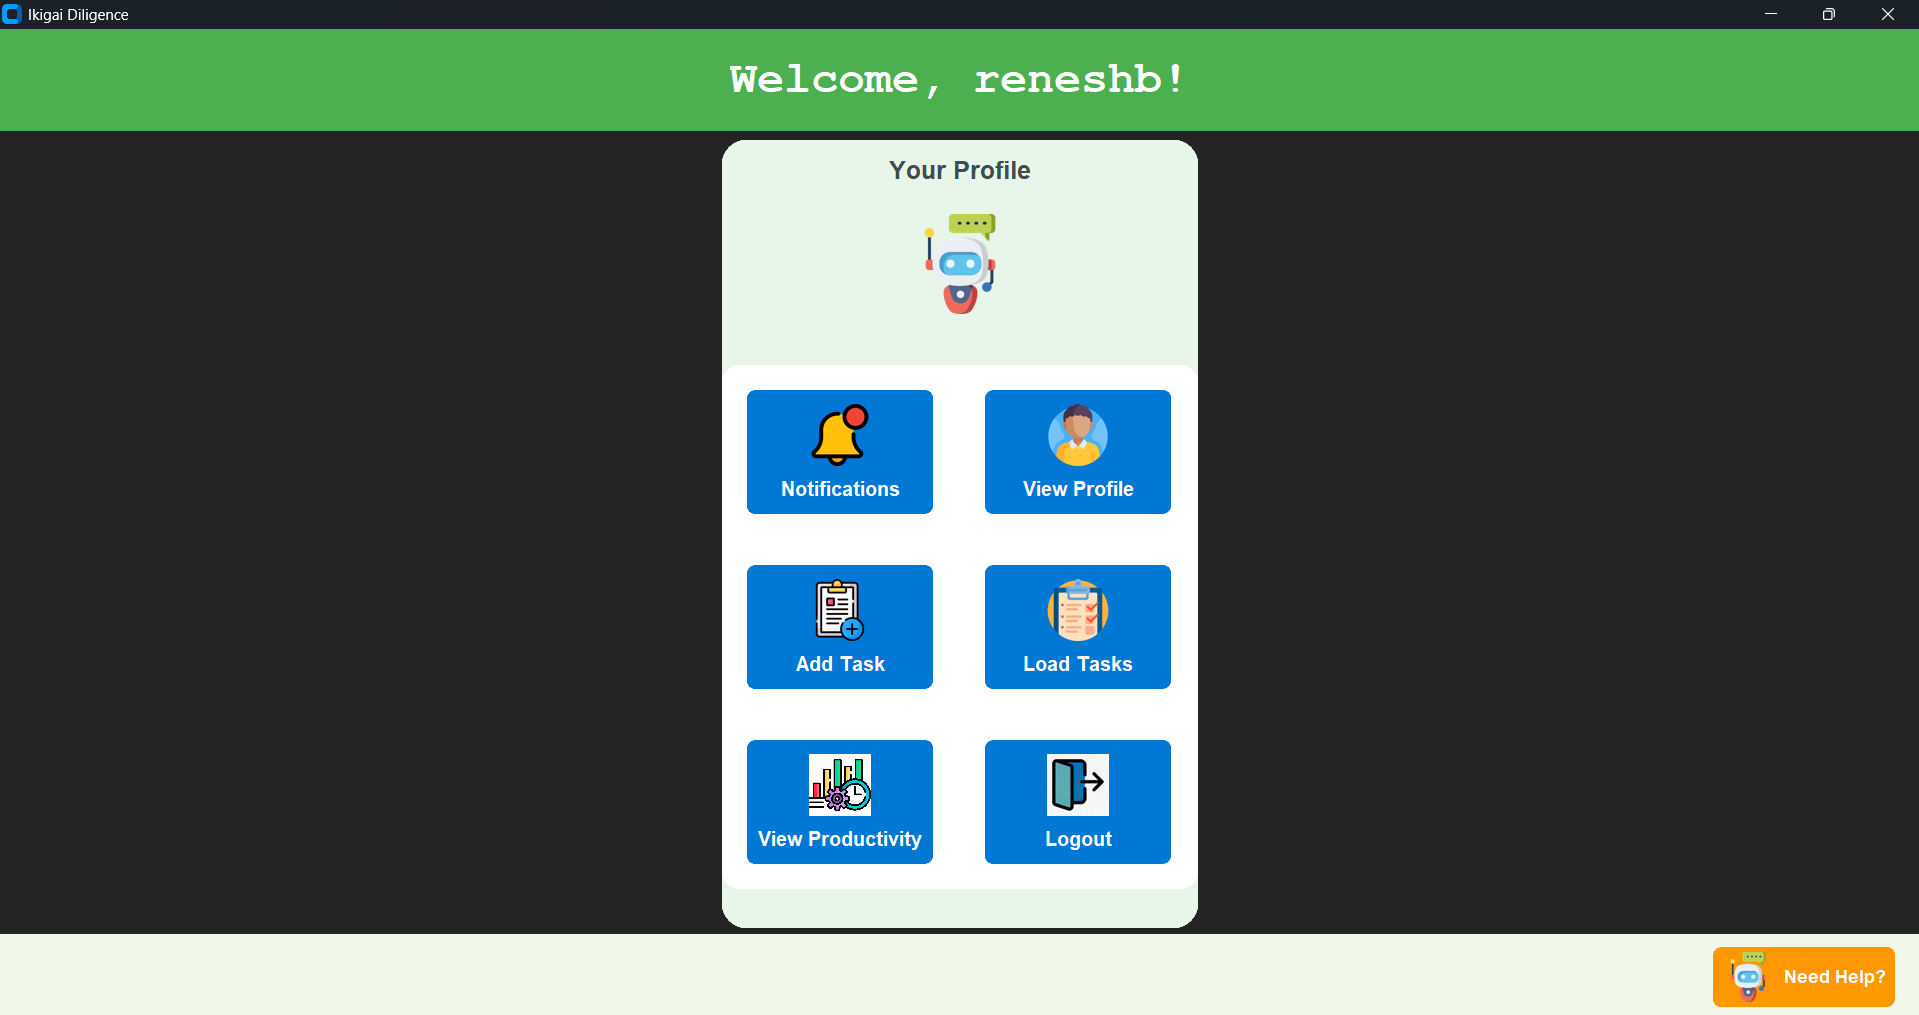 Ikigai Diligence
Welcome, reneshb!
Your Profile
Notifications
View Profile
Add Task
Load Tasks
View Productivity
Logout
Need Help?